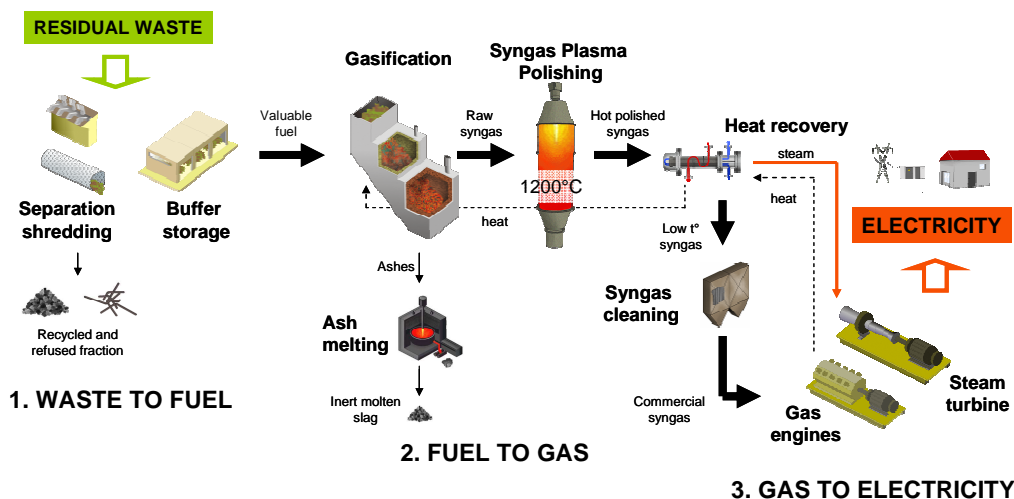 RESIDUAL WASTE
Separation
shredding
Buffer
storage
Recycled and
refused fraction
1. WASTE TO FUEL
Valuable
fuel
Gasification
Raw
syngas
Syngas Plasma
Polishing
1200°C
Hot polished
syngas
heat
Ashes
Ash
melting
Inert molten
slag
2. FUEL TO GAS
Heat recovery
steam
heat
Low t°
syngas
Syngas
cleaning
Commercial
syngas
ELECTRICITY
Gas
engines
Steam
turbine
3. GAS TO ELECTRICITY